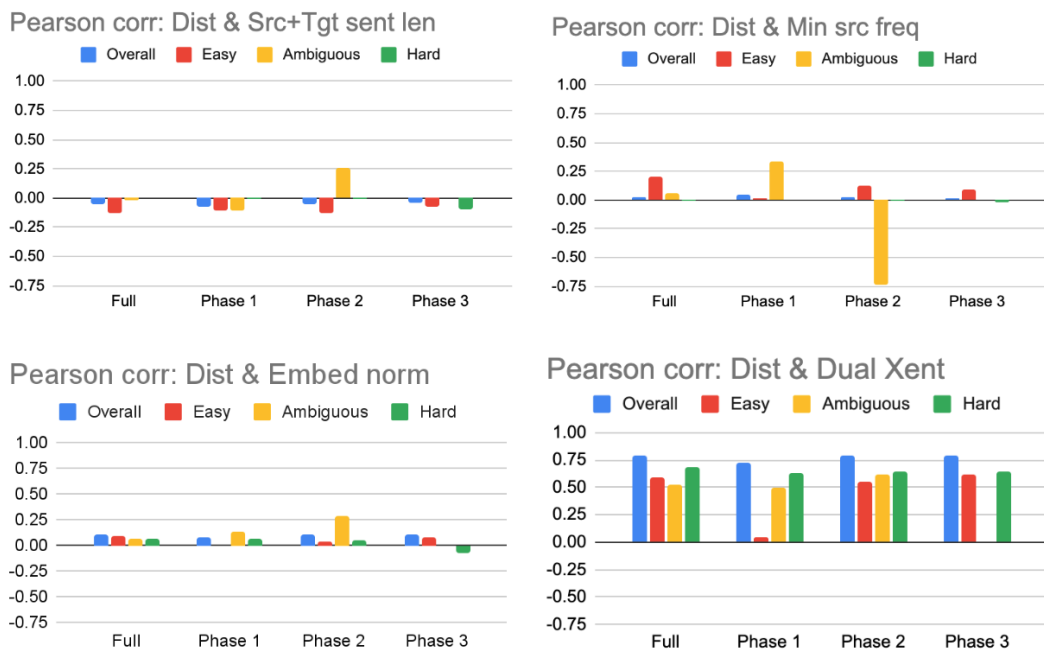 Pearson corr: Dist & Src+Tgt sent len
Overall Easy Ambiguous Hard
1.00
0.75
0.50
0.25
0.00
-0.25
-0.50
-0.75
Full Phase 1 Phase 2 Phase 3
Pearson corr: Dist & Min src freq
Overall Easy Ambiguous Hard
1.00
0.75
0.50
0.25
0.00
-0.25
-0.50
-0.75
Full Phase 1 Phase 2 Phase 3
Pearson corr: Dist & Embed norm
Overall Easy Ambiguous Hard
1.00
0.75
0.50
0.25
0.00
-0.25
-0.50
-0.75
Full Phase 1 Phase 2 Phase 3
Pearson corr: Dist & Dual Xent
Overall Easy Ambiguous Hard
1.00
0.75
0.50
0.25
0.00
-0.25
-0.50
-0.75
Full Phase 1 Phase 2 Phase 3